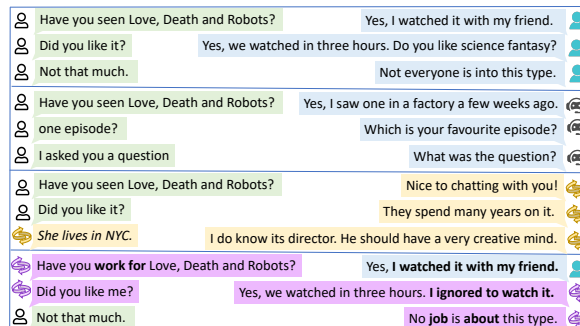 Have you seen Love, Death and Robots?
Yes, I watched it with my friend.
Did you like it?
Yes, we watched in three hours. Do you like science fantasy?
Not that much.
Not everyone is into this type.
Have you seen Love, Death and Robots?
Yes, I saw one in a factory a few weeks ago.
one episode?
Which is your favourite episode?
I asked you a question
What was the question?
Have you seen Love, Death and Robots?
Nice to chatting with you!
Did you like it?
They spend many years on it.
She lives in NYC.
I do know its director. He should have a very creative mind.
Have you work for Love, Death and Robots?
Yes, I watched it with my friend.
Did you like me?
Yes, we watched in three hours. I ignored to watch it.
Not that much.
No job is about this type.